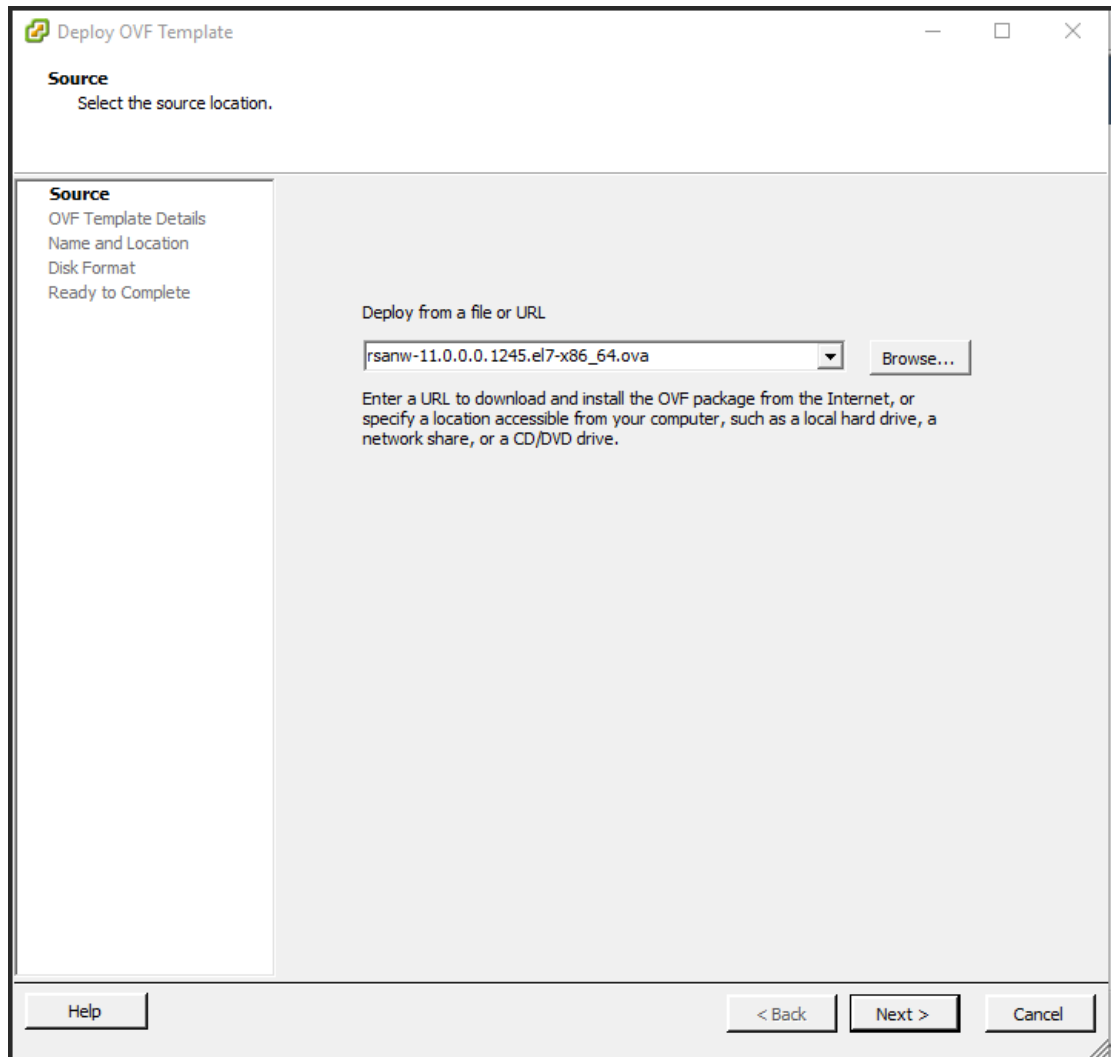 Deploy OVF Template
Source
Select the source location.
Source
OVF Template Details
Name and Location
Disk Format
Ready to Complete
Deploy from a file or URL
rsanw-11.0.0.0.1245.el7-x86_64.ova
Browse...
Enter a URL to download and install the OVF package from the Internet, or
specify a location accessible from your computer, such as a local hard drive, a
network share, or a CD/DVD drive.
Help
< Back
Next >
Cancel